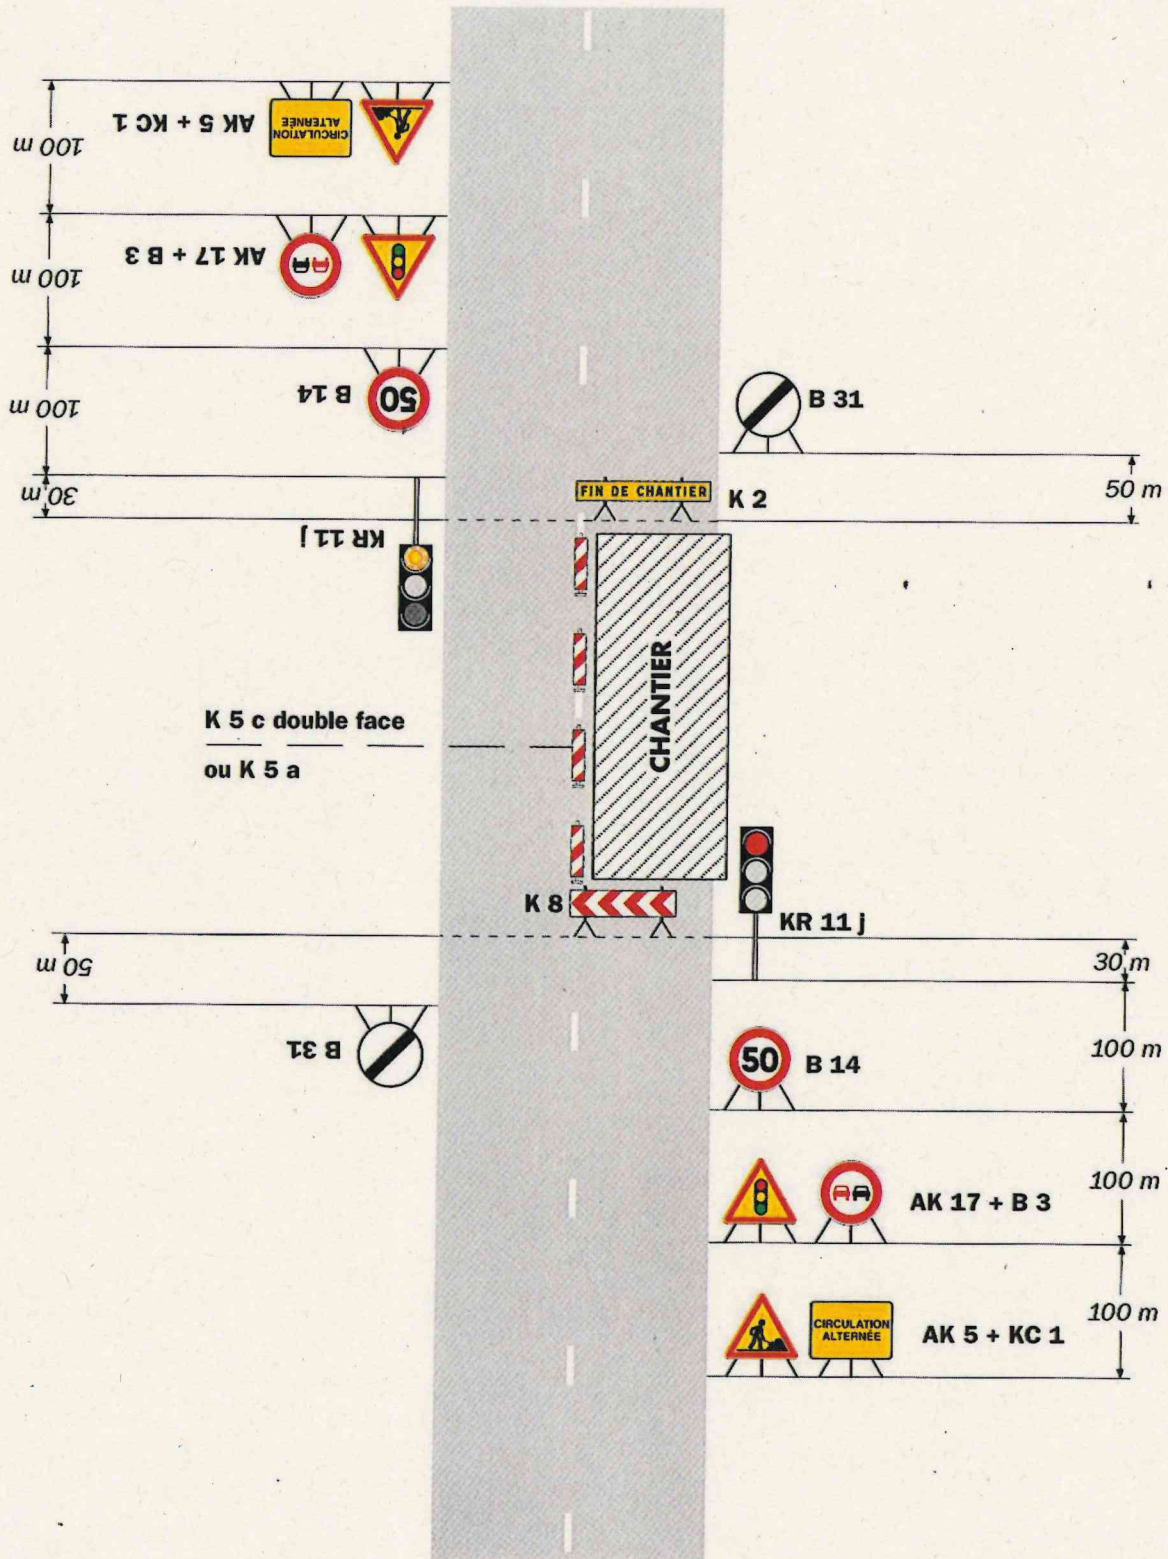 CIRCULATION
ALTERNÉE
AK 5 + KC 1
100 m
AK 17 + B 3
100 m
50
B 14
100 m
B 31
30 m
50 m
FIN DE CHANTIER
K 2
KR 11 j
CHANTIER
K 5 c double face
ou K 5 a
K 8
KR 11 j
50 m
30 m
B 31
50
B 14
100 m
AK 17 + B 3
100 m
CIRCULATION
ALTERNÉE
AK 5 + KC 1
100 m